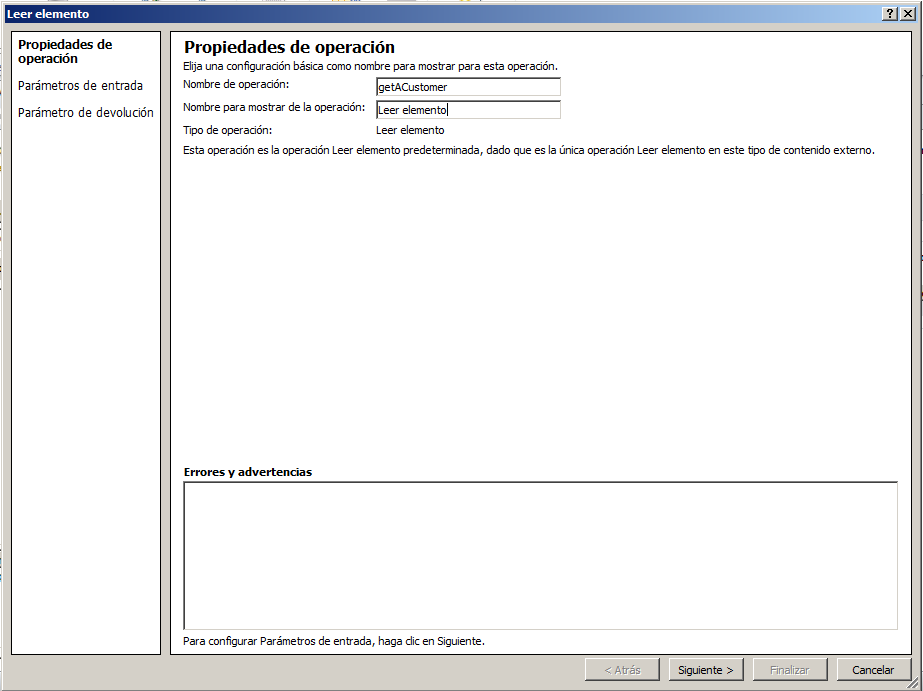 Leer elemento
Propiedades de
operación
Parámetros de entrada
Parámetro de devolución
Propiedades de operación
Elija una configuración básica como nombre para mostrar para esta operación.
Nombre de operación: getACustomer
Nombre para mostrar de la operación: Leer elemento
Tipo de operación: Leer elemento
Esta operación es la operación Leer elemento predeterminada, dado que es la única operación Leer elemento en este tipo de contenido externo.
Errores y advertencias
Para configurar Parámetros de entrada, haga clic en Siguiente.
< Atrás Siguiente > Finalizar Cancelar